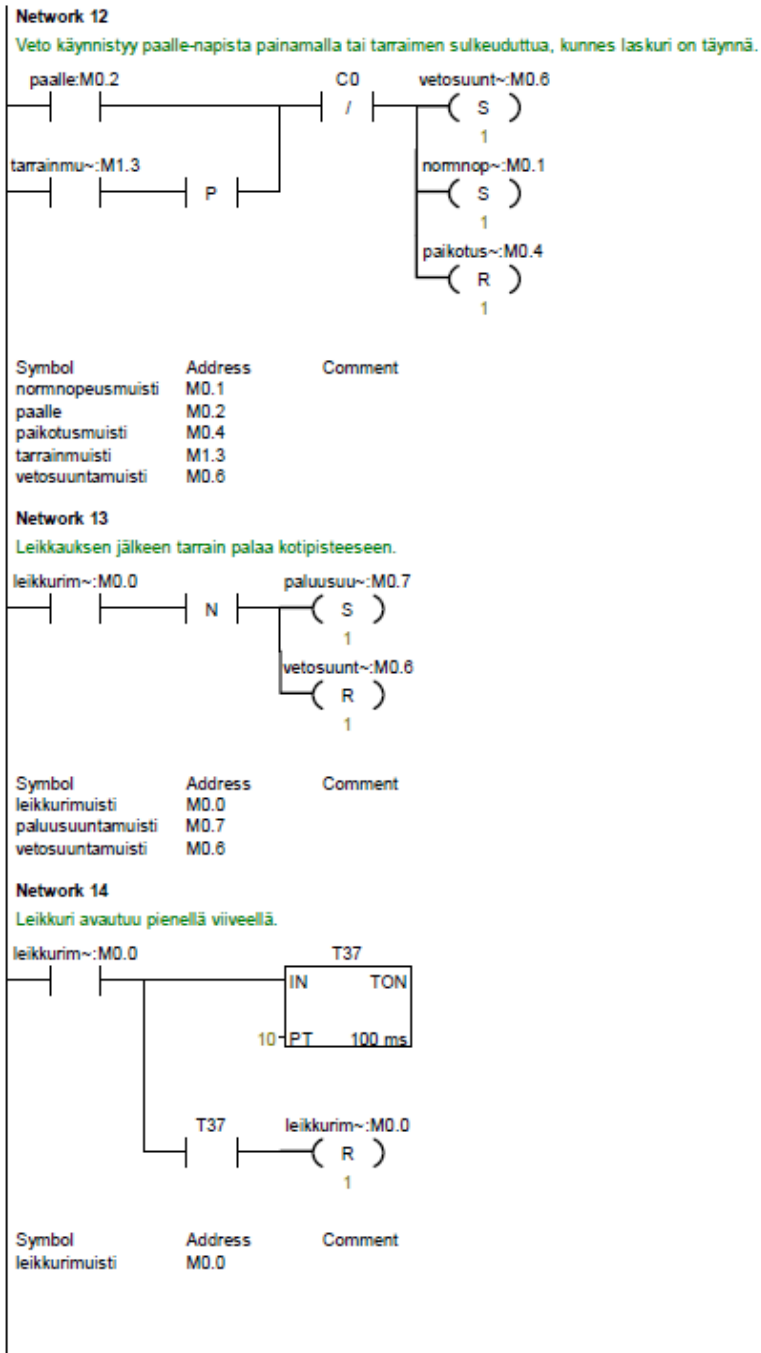 Network 12
Veto käynnistyy paalle-napista painamalla tai tarraimen sulkeuduttua, kunnes laskuri on täynnä.
paalle:M0.2 C0 vetosuunt~:M0.6
/ S
1
tarrainmu~:M1.3 normnop~:M0.1
P S
1
paikotus~:M0.4
R
1
Symbol Address Comment
normnopeusmuisti M0.1
paalle M0.2
paikotusmuisti M0.4
tarrainmuisti M1.3
vetosuuntamuisti M0.6
Network 13
Leikkauksen jälkeen tarrain palaa kotipisteeseen.
leikkurim~:M0.0 paluusuu~:M0.7
N S
1
vetosuunt~:M0.6
R
1
Symbol Address Comment
leikkurimuisti M0.0
paluusuuntamuisti M0.7
vetosuuntamuisti M0.6
Network 14
Leikkuri avautuu pienellä viiveellä.
leikkurim~:M0.0 T37
IN TON
10 PT 100 ms
T37 leikkurim~:M0.0
R
1
Symbol Address Comment
leikkurimuisti M0.0